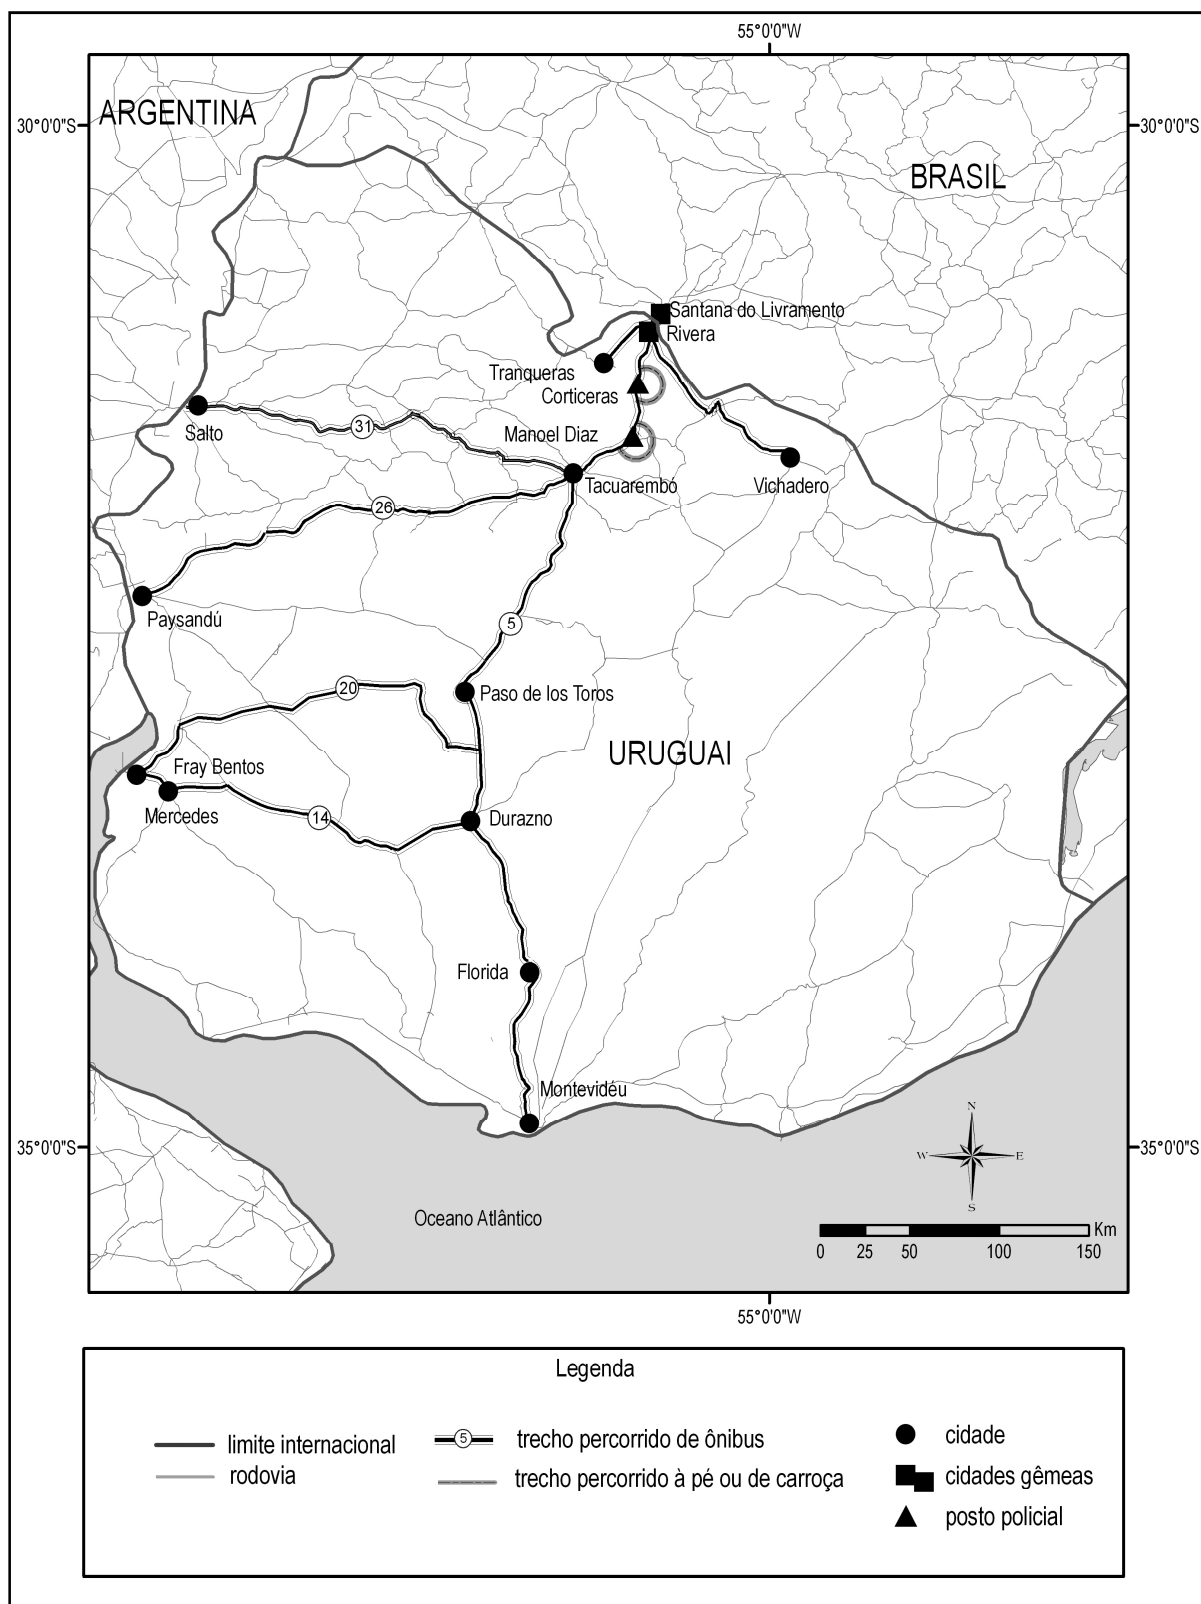 55°0'0"W
ARGENTINA
30°0'0"S
30°0'0"S
BRASIL
Santana do Livramento
Rivera
Tranqueras
Corticeras
Salto
31
Manoel Diaz
Tacuarembó
Vichadero
26
Paysandú
5
20
Paso de los Toros
URUGUAI
Fray Bentos
Mercedes
14
Durazno
Florida
Montevidéu
N
W
E
S
35°0'0"S
35°0'0"S
Oceano Atlântico
Km
0 25 50 100 150
55°0'0"W
Legenda
limite internacional
rodovia
5
trecho percorrido de ônibus
trecho percorrido à pé ou de carroça
cidade
cidades gêmeas
posto policial